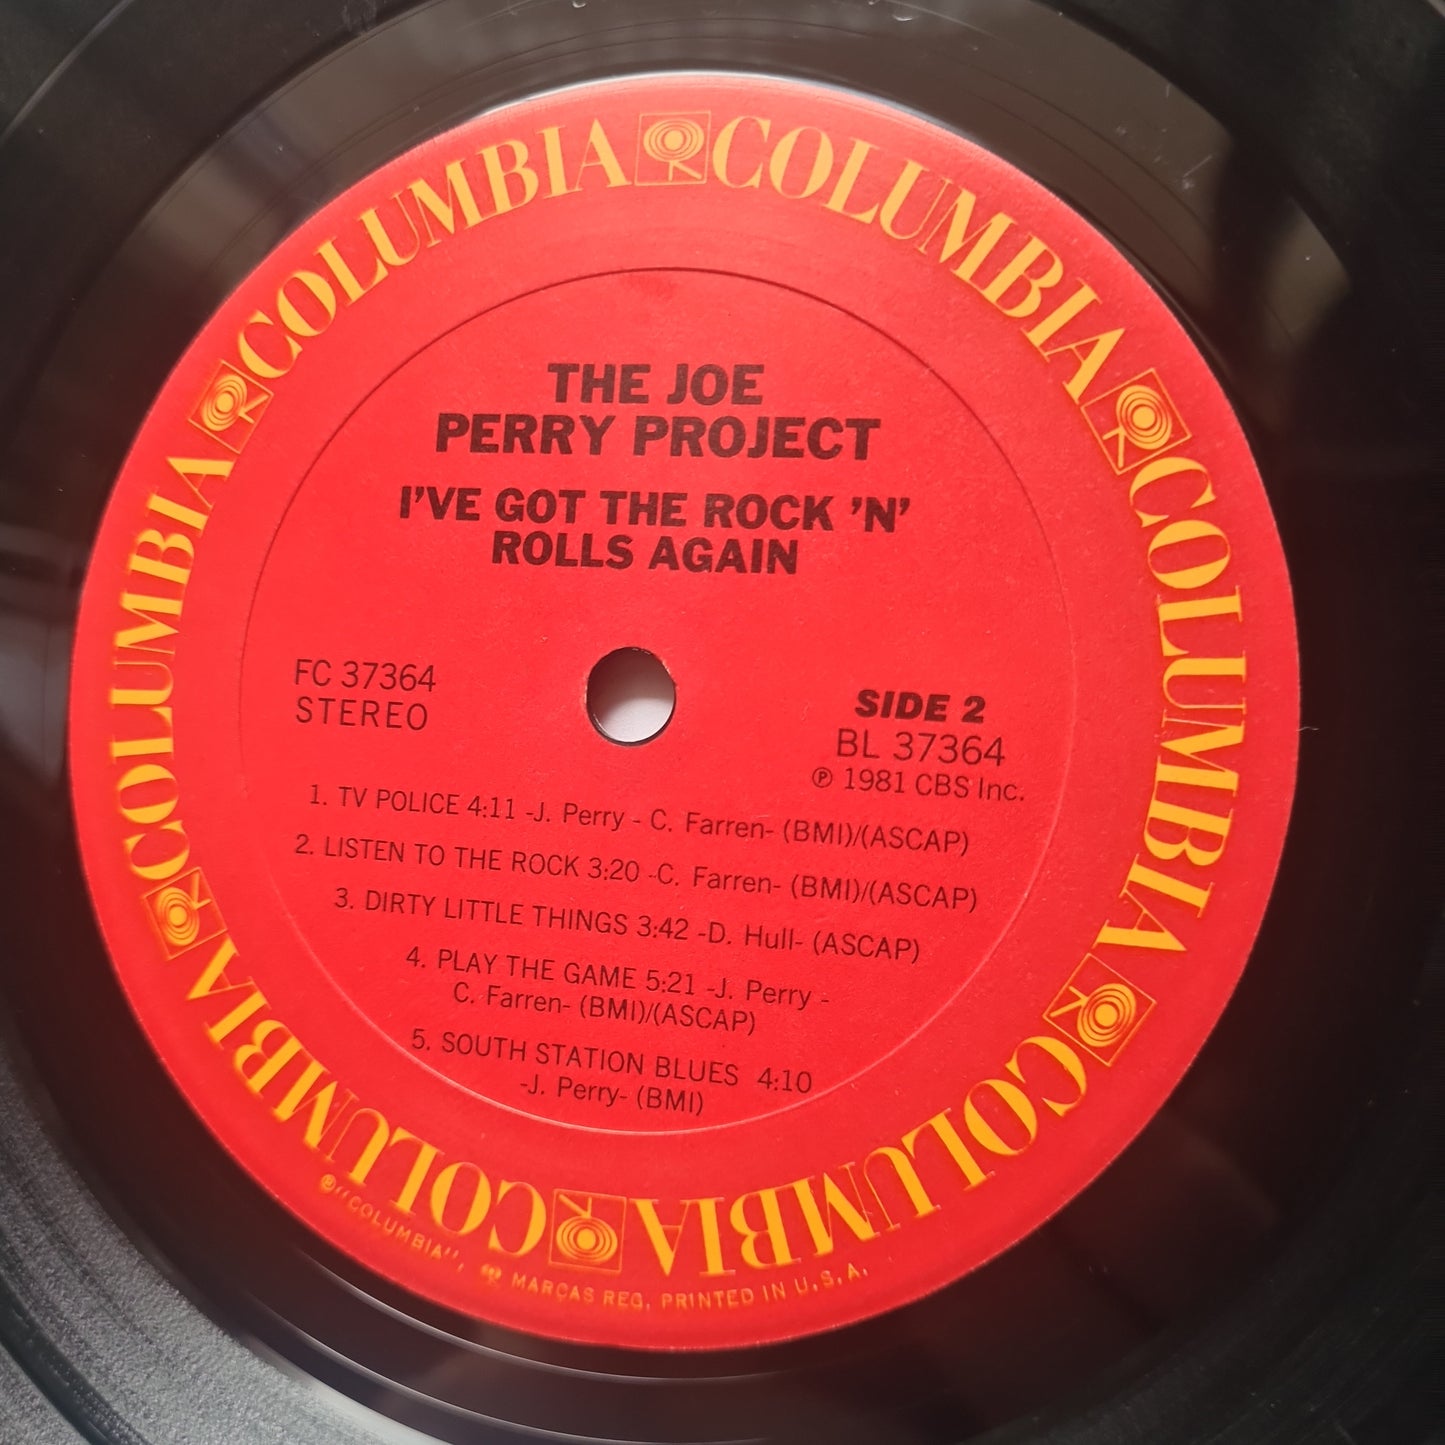 COLUMBIA COLUMBIA COLUMBIA COLUMBIA COLUMBIA COLUMBIA
THE JOE
PERRY PROJECT
I'VE GOT THE ROCK 'N'
ROLLS AGAIN
FC 37364
STEREO
SIDE 2
BL 37364
℗ 1981 CBS Inc.
1. TV POLICE 4:11 -J. Perry - C. Farren- (BMI)/(ASCAP)
2. LISTEN TO THE ROCK 3:20 -C. Farren- (BMI)/(ASCAP)
3. DIRTY LITTLE THINGS 3:42 -D. Hull- (ASCAP)
4. PLAY THE GAME 5:21 -J. Perry -
C. Farren- (BMI)/(ASCAP)
5. SOUTH STATION BLUES 4:10
-J. Perry- (BMI)
®"COLUMBIA", MARCAS REG. PRINTED IN U.S.A.